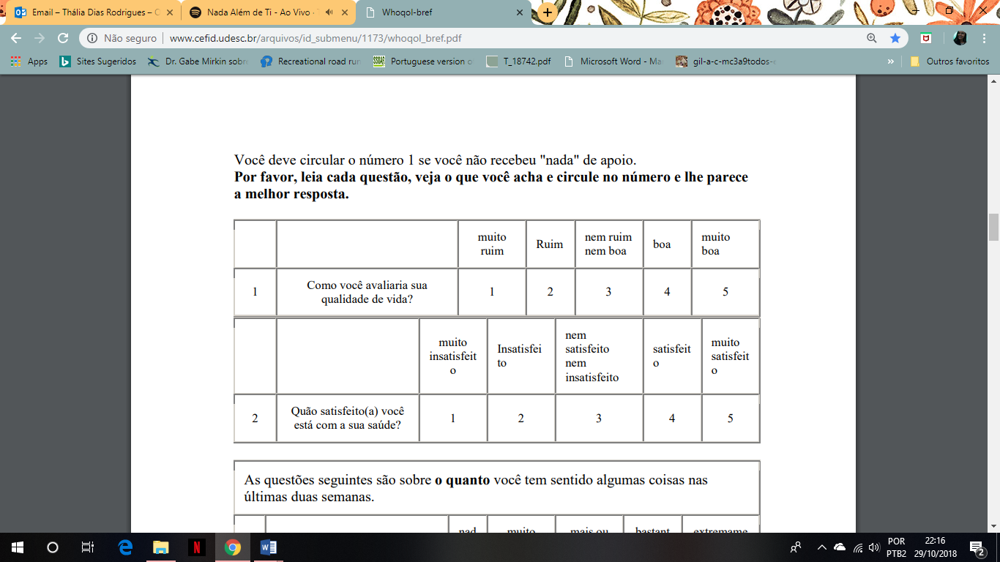 Email – Thália Dias Rodrigues – O
Nada Além de Ti - Ao Vivo
Whoqol-bref
Não seguro | www.cefid.udesc.br/arquivos/id_submenu/1173/whoqol_bref.pdf
Apps Sites Sugeridos Dr. Gabe Mirkin sobre Recreational road run Portuguese version o T_18742.pdf Microsoft Word - Ma gil-a-c-mc3a9todos- » Outros favoritos
Você deve circular o número 1 se você não recebeu "nada" de apoio.
Por favor, leia cada questão, veja o que você acha e circule no número e lhe parece
a melhor resposta.
muito
ruim
Ruim
nem ruim
nem boa
boa
muito
boa
1
Como você avaliaria sua
qualidade de vida?
1 2 3 4 5
muito
insatisfeit
o
Insatisfei
to
nem
satisfeito
nem
insatisfeito
satisfeit
o
muito
satisfeit
o
2
Quão satisfeito(a) você
está com a sua saúde?
1 2 3 4 5
As questões seguintes são sobre o quanto você tem sentido algumas coisas nas
últimas duas semanas.
nad muito mais ou bastant extremame
POR
PTB2
22:16
29/10/2018
2